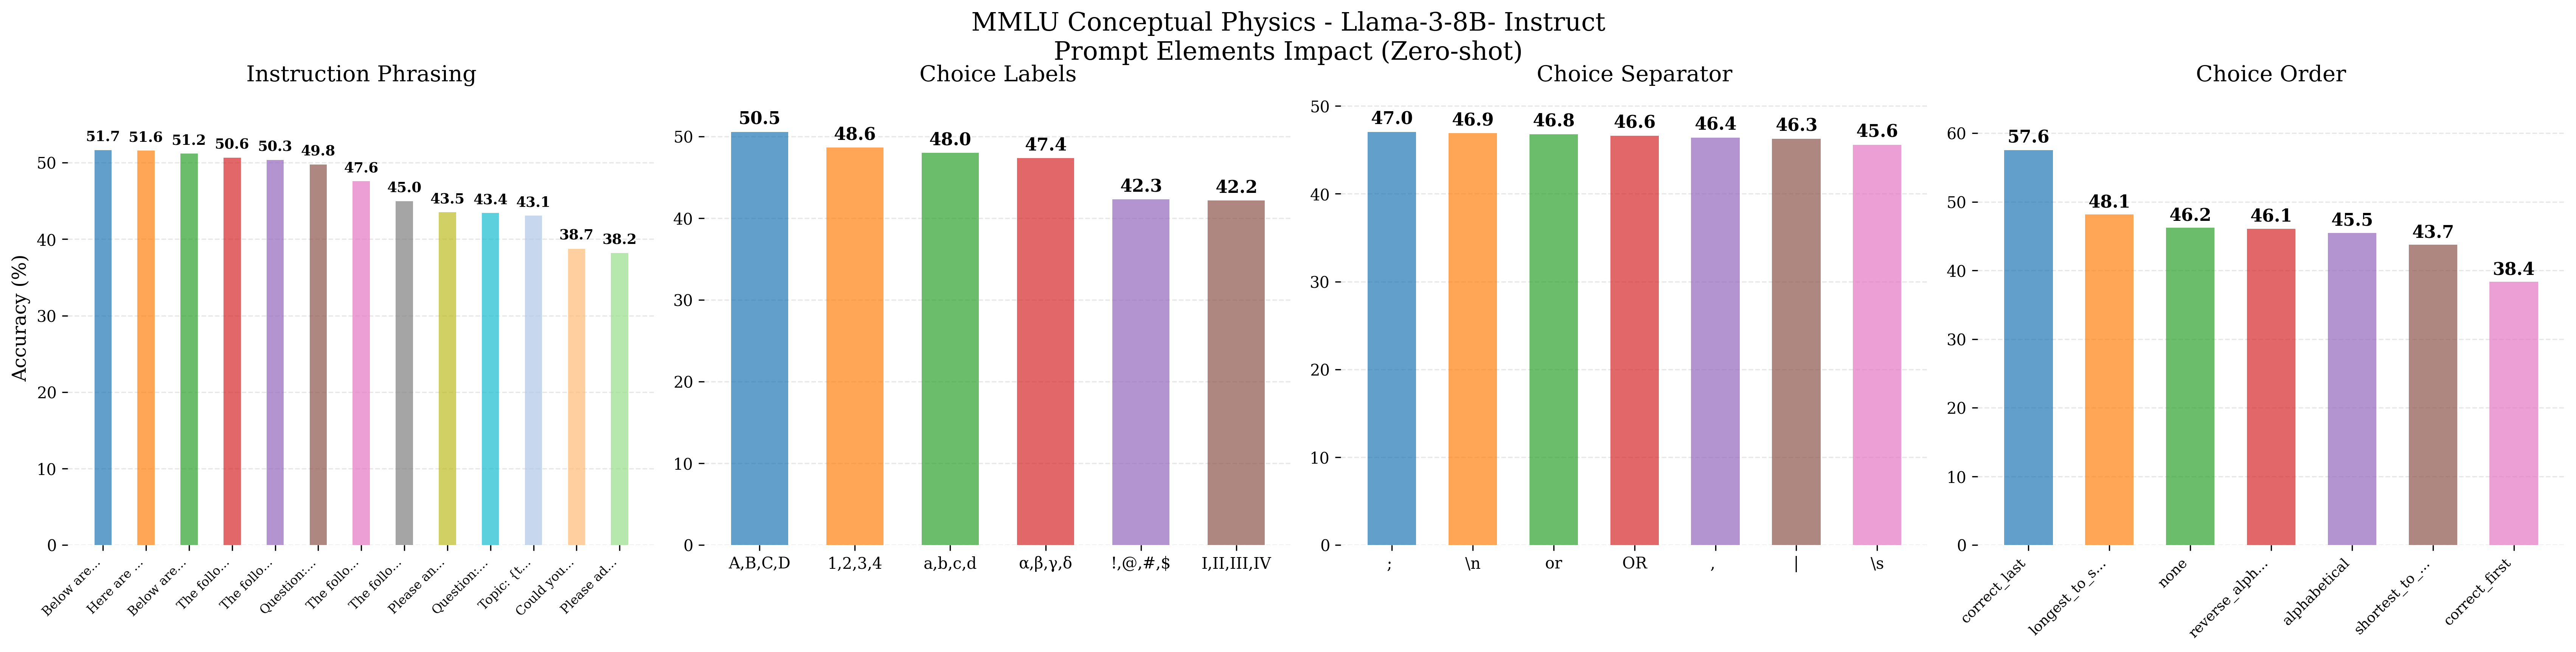 MMLU Conceptual Physics - Llama-3-8B- Instruct
Prompt Elements Impact (Zero-shot)
Instruction Phrasing
Accuracy (%)
50
40
30
20
10
0
51.7 51.6 51.2 50.6 50.3 49.8 47.6 45.0 43.5 43.4 43.1 38.7 38.2
Below are...
Here are ...
Below are...
The follo...
The follo...
Question:...
The follo...
The follo...
Please an...
Question:...
Topic: {t...
Could you...
Please ad...
Choice Labels
50
40
30
20
10
0
50.5 48.6 48.0 47.4 42.3 42.2
A,B,C,D 1,2,3,4 a,b,c,d α,β,γ,δ !,@,#,$ I,II,III,IV
Choice Separator
50
40
30
20
10
0
47.0 46.9 46.8 46.6 46.4 46.3 45.6
; \n or OR , | \s
Choice Order
60
50
40
30
20
10
0
57.6 48.1 46.2 46.1 45.5 43.7 38.4
correct_last
longest_to_s...
none
reverse_alph...
alphabetical
shortest_to_...
correct_first